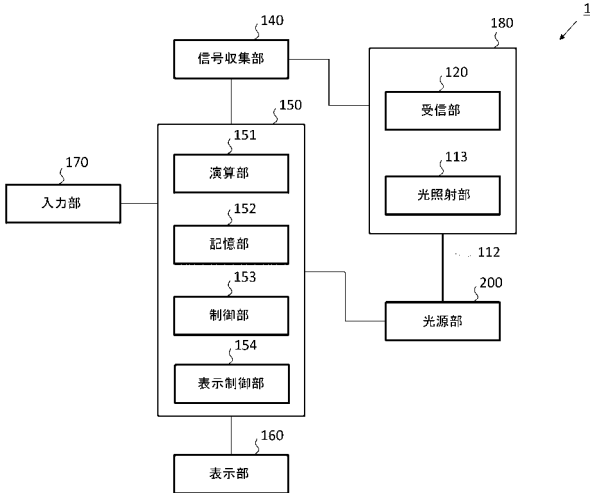 1
140
信号収集部
180
120
受信部
113
光照射部
150
151
演算部
152
記憶部
153
制御部
154
表示制御部
170
入力部
112
200
光源部
160
表示部